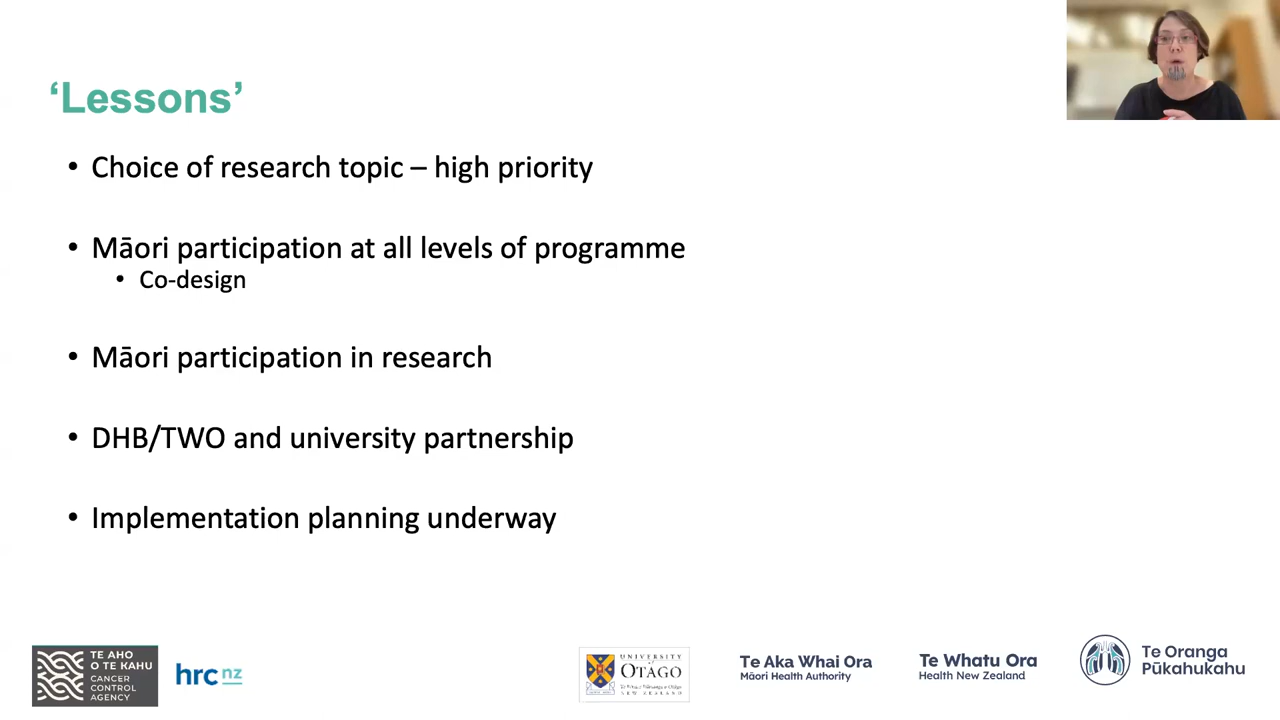 ‘Lessons’
• Choice of research topic – high priority
• Māori participation at all levels of programme
• Co-design
• Māori participation in research
• DHB/TWO and university partnership
• Implementation planning underway
TE AHO
O TE KAHU
CANCER
CONTROL
AGENCY
hrc nz
UNIVERSITY
of
OTAGO
NEW ZEALAND
Te Aka Whai Ora
Māori Health Authority
Te Whatu Ora
Health New Zealand
Te Oranga
Pūkahukahu